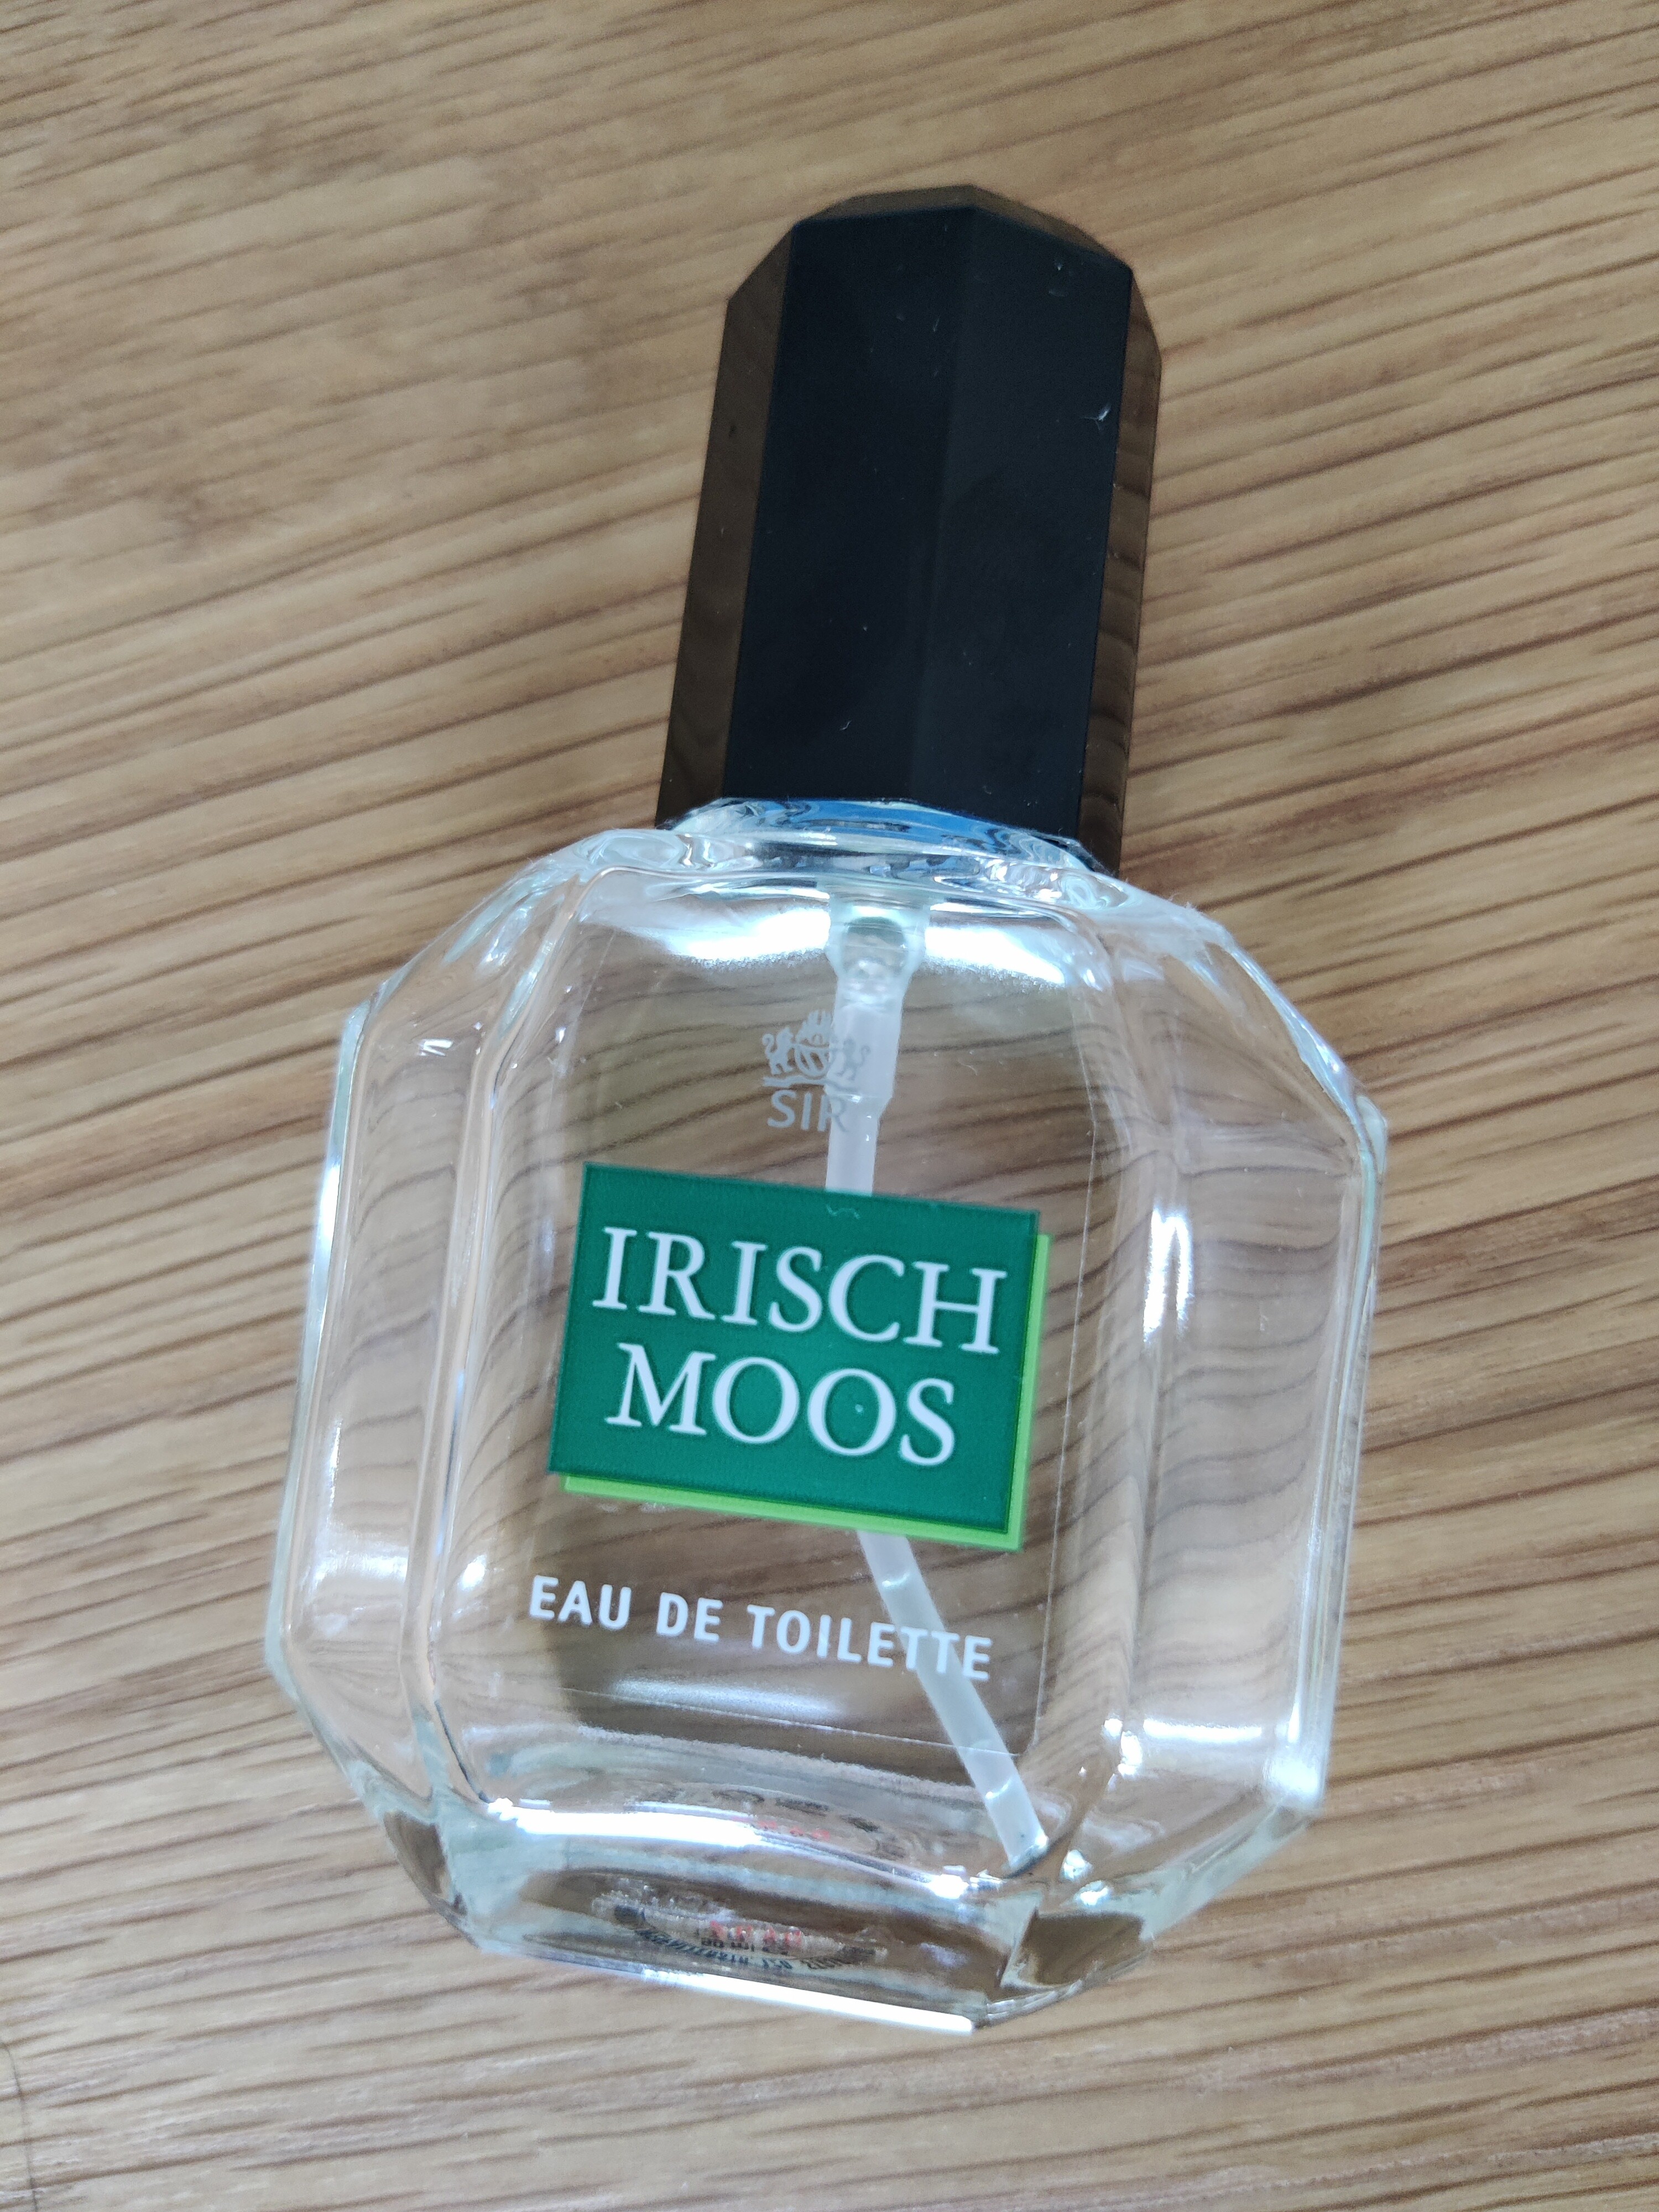 SIR
IRISCH
MOOS
EAU DE TOILETTE